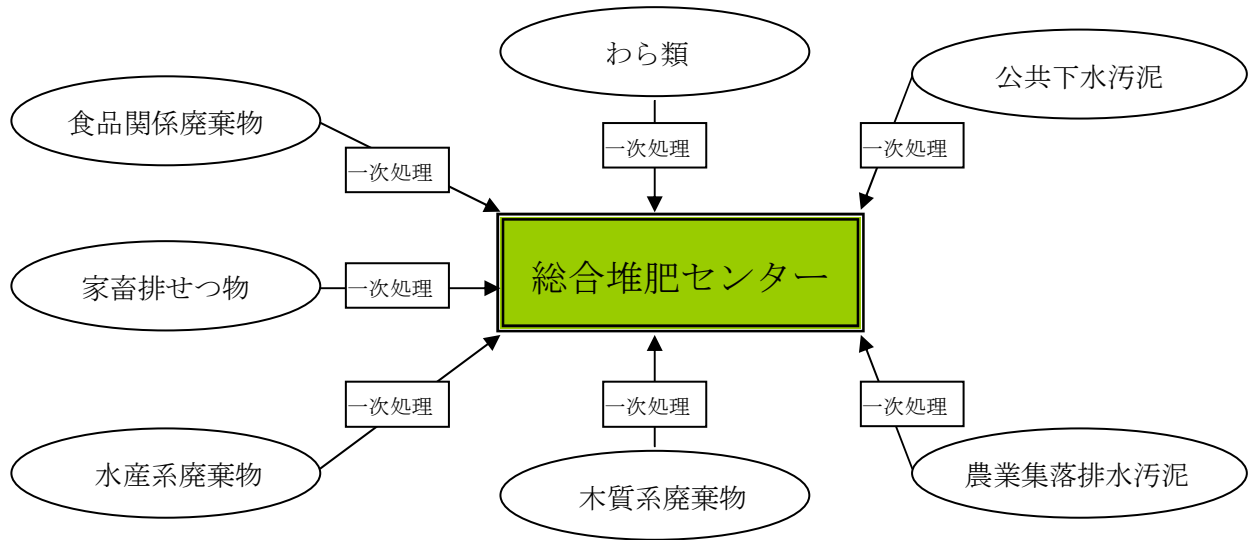 わら類
公共下水汚泥
食品関係廃棄物
一次処理
一次処理
一次処理
総合堆肥センター
家畜排せつ物
一次処理
一次処理
一次処理
一次処理
水産系廃棄物
木質系廃棄物
農業集落排水汚泥